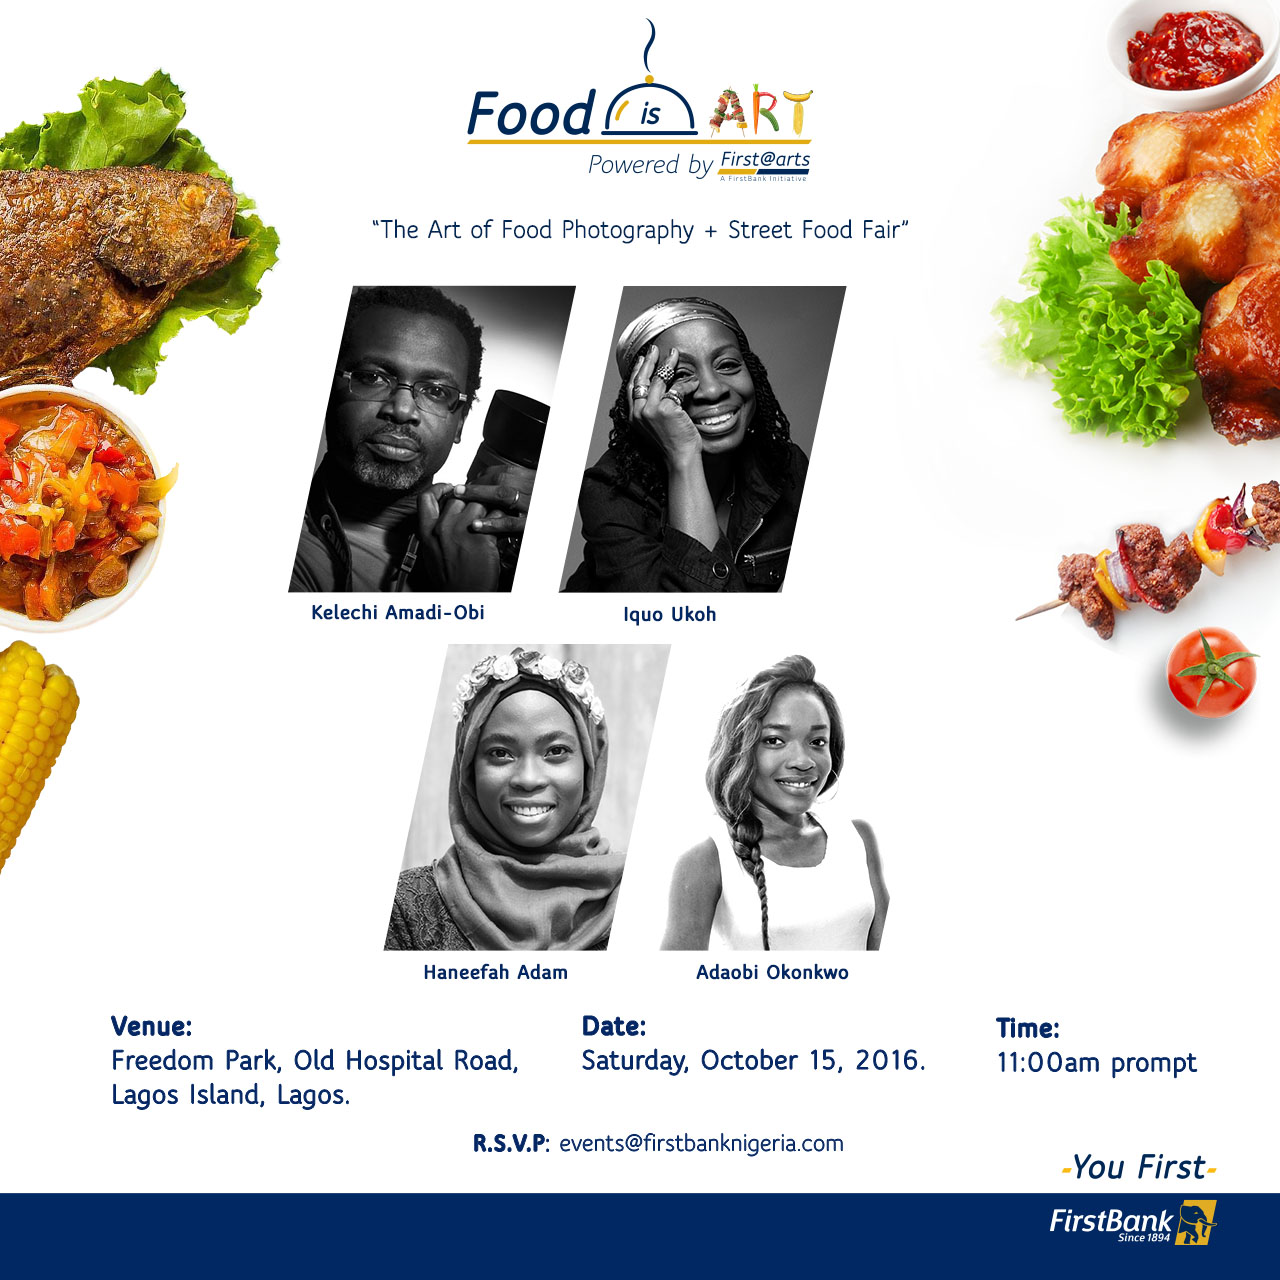 Food is ART
Powered by First@arts
A FirstBank Initiative
“The Art of Food Photography + Street Food Fair”
Kelechi Amadi-Obi
Iquo Ukoh
Haneefah Adam
Adaobi Okonkwo
Venue:
Freedom Park, Old Hospital Road,
Lagos Island, Lagos.
Date:
Saturday, October 15, 2016.
Time:
11:00am prompt
R.S.V.P: events@firstbanknigeria.com
-You First-
FirstBank
Since 1894